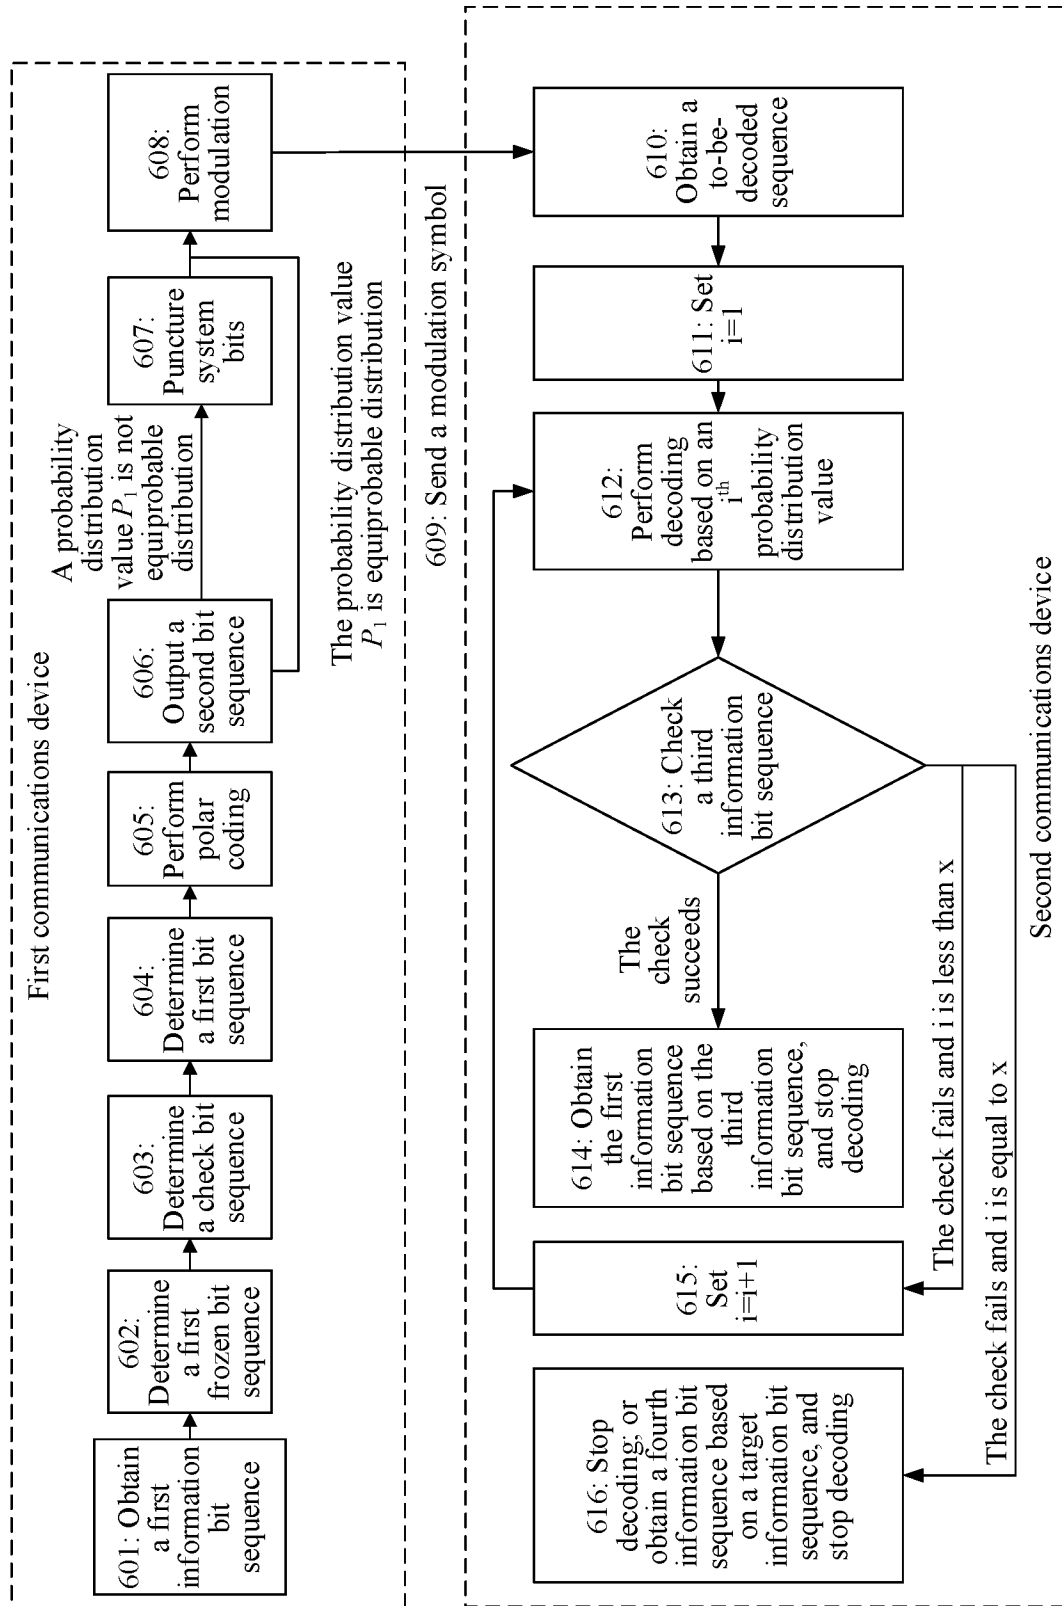 First communications device
601: Obtain
a first
information
bit
sequence
602:
Determine
a first
frozen bit
sequence
603:
Determine
a check bit
sequence
604:
Determine
a first bit
sequence
605:
Perform
polar
coding
606:
Output a
second bit
sequence
A probability
distribution
value P₁ is not
equiprobable
distribution
607:
Puncture
system
bits
608:
Perform
modulation
The probability distribution value
P₁ is equiprobable distribution
609: Send a modulation symbol
610:
Obtain a
to-be-
decoded
sequence
611: Set
i=1
612:
Perform
decoding
based on an
iᵗʰ
probability
distribution
value
613: Check
a third
information
bit sequence
The
check
succeeds
614: Obtain
the first
information
bit sequence
based on the
third
information
bit sequence,
and stop
decoding
615:
Set
i=i+1
616: Stop
decoding; or
obtain a fourth
information bit
sequence based
on a target
information bit
sequence, and
stop decoding
The check fails and i is less than x
The check fails and i is equal to x
Second communications device